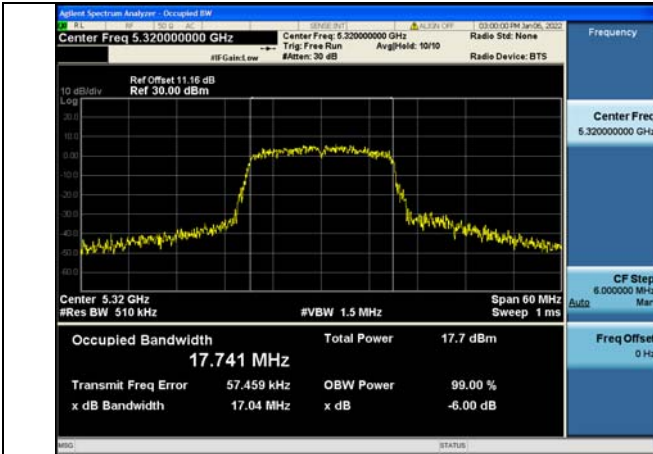 Agilent Spectrum Analyzer - Occupied BW
RL RF 50 Ω AC SENSE:INT ALIGN OFF 03:00:00 PM Jan 06, 2022
Center Freq 5.320000000 GHz
Center Freq: 5.320000000 GHz
Radio Std: None
Trig: Free Run Avg|Hold: 10/10
#IFGain:Low #Atten: 30 dB Radio Device: BTS
Frequency
Ref Offset 11.16 dB
10 dB/div Ref 30.00 dBm
Log
20.0
10.0
0.00
-10.0
-20.0
-30.0
-40.0
-50.0
-60.0
Center Freq
5.320000000 GHz
Center 5.32 GHz Span 60 MHz
#Res BW 510 kHz #VBW 1.5 MHz Sweep 1 ms
CF Step
6.000000 MHz
Auto Man
Occupied Bandwidth Total Power 17.7 dBm
17.741 MHz
Transmit Freq Error 57.459 kHz OBW Power 99.00 %
x dB Bandwidth 17.04 MHz x dB -6.00 dB
Freq Offset
0 Hz
MSG STATUS